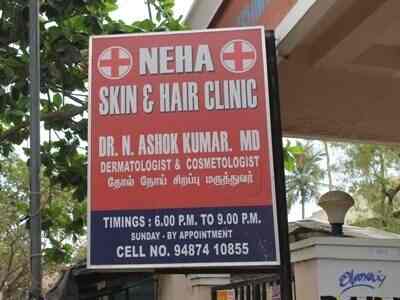 NEHA
SKIN & HAIR CLINIC
DR. N. ASHOK KUMAR. MD
DERMATOLOGIST & COSMETOLOGIST
தோல் நோய் சிறப்பு மருத்துவர்
TIMINGS : 6.00 P.M. TO 9.00 P.M.
SUNDAY - BY APPOINTMENT
CELL NO. 94874 10855